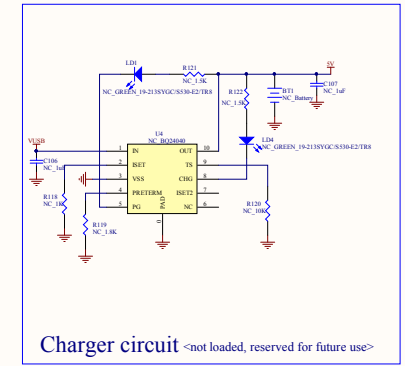 LD1
R121
NC_1.5K
NC_GREEN_19-213SYGC/S530-E2/TR8
5V
R122
NC_1.5K
BT1
NC_Battery
C107
NC_1uF
LD4
NC_GREEN_19-213SYGC/S530-E2/TR8
U4
NC_BQ24040
VUSB
C106
NC_1uF
1 IN OUT 10
2 ISET TS 9
3 VSS CHG 8
4 PRETERM ISET2 7
5 PG NC 6
PAD
0
R118
NC_1K
R119
NC_1.8K
R120
NC_10K
Charger circuit <not loaded, reserved for future use>